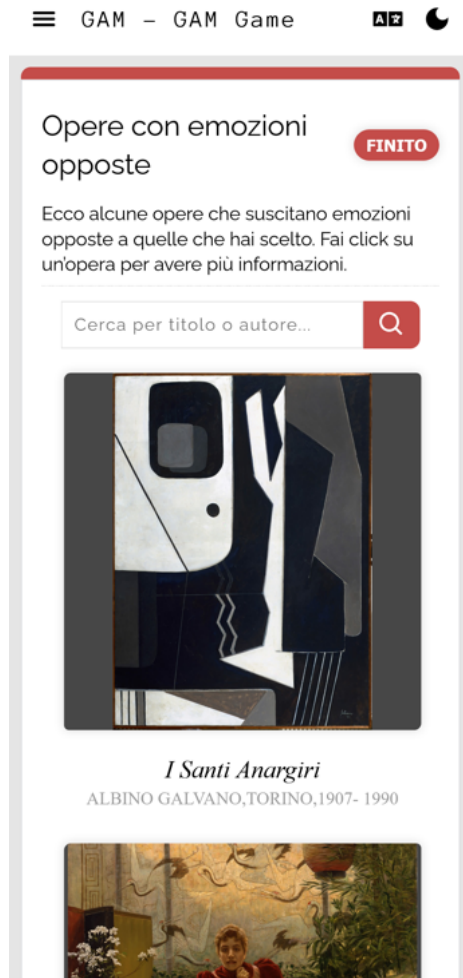 GAM – GAM Game
Opere con emozioni
opposte
FINITO
Ecco alcune opere che suscitano emozioni
opposte a quelle che hai scelto. Fai click su
un'opera per avere più informazioni.
Cerca per titolo o autore...
I Santi Anargiri
ALBINO GALVANO,TORINO,1907- 1990